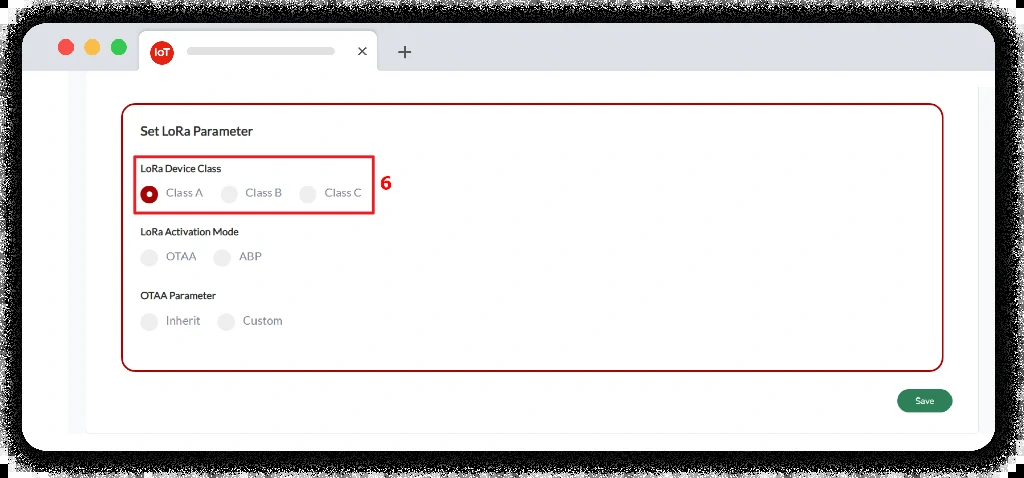 IoT
Set LoRa Parameter
LoRa Device Class
Class A Class B Class C
6
LoRa Activation Mode
OTAA ABP
OTAA Parameter
Inherit Custom
Save